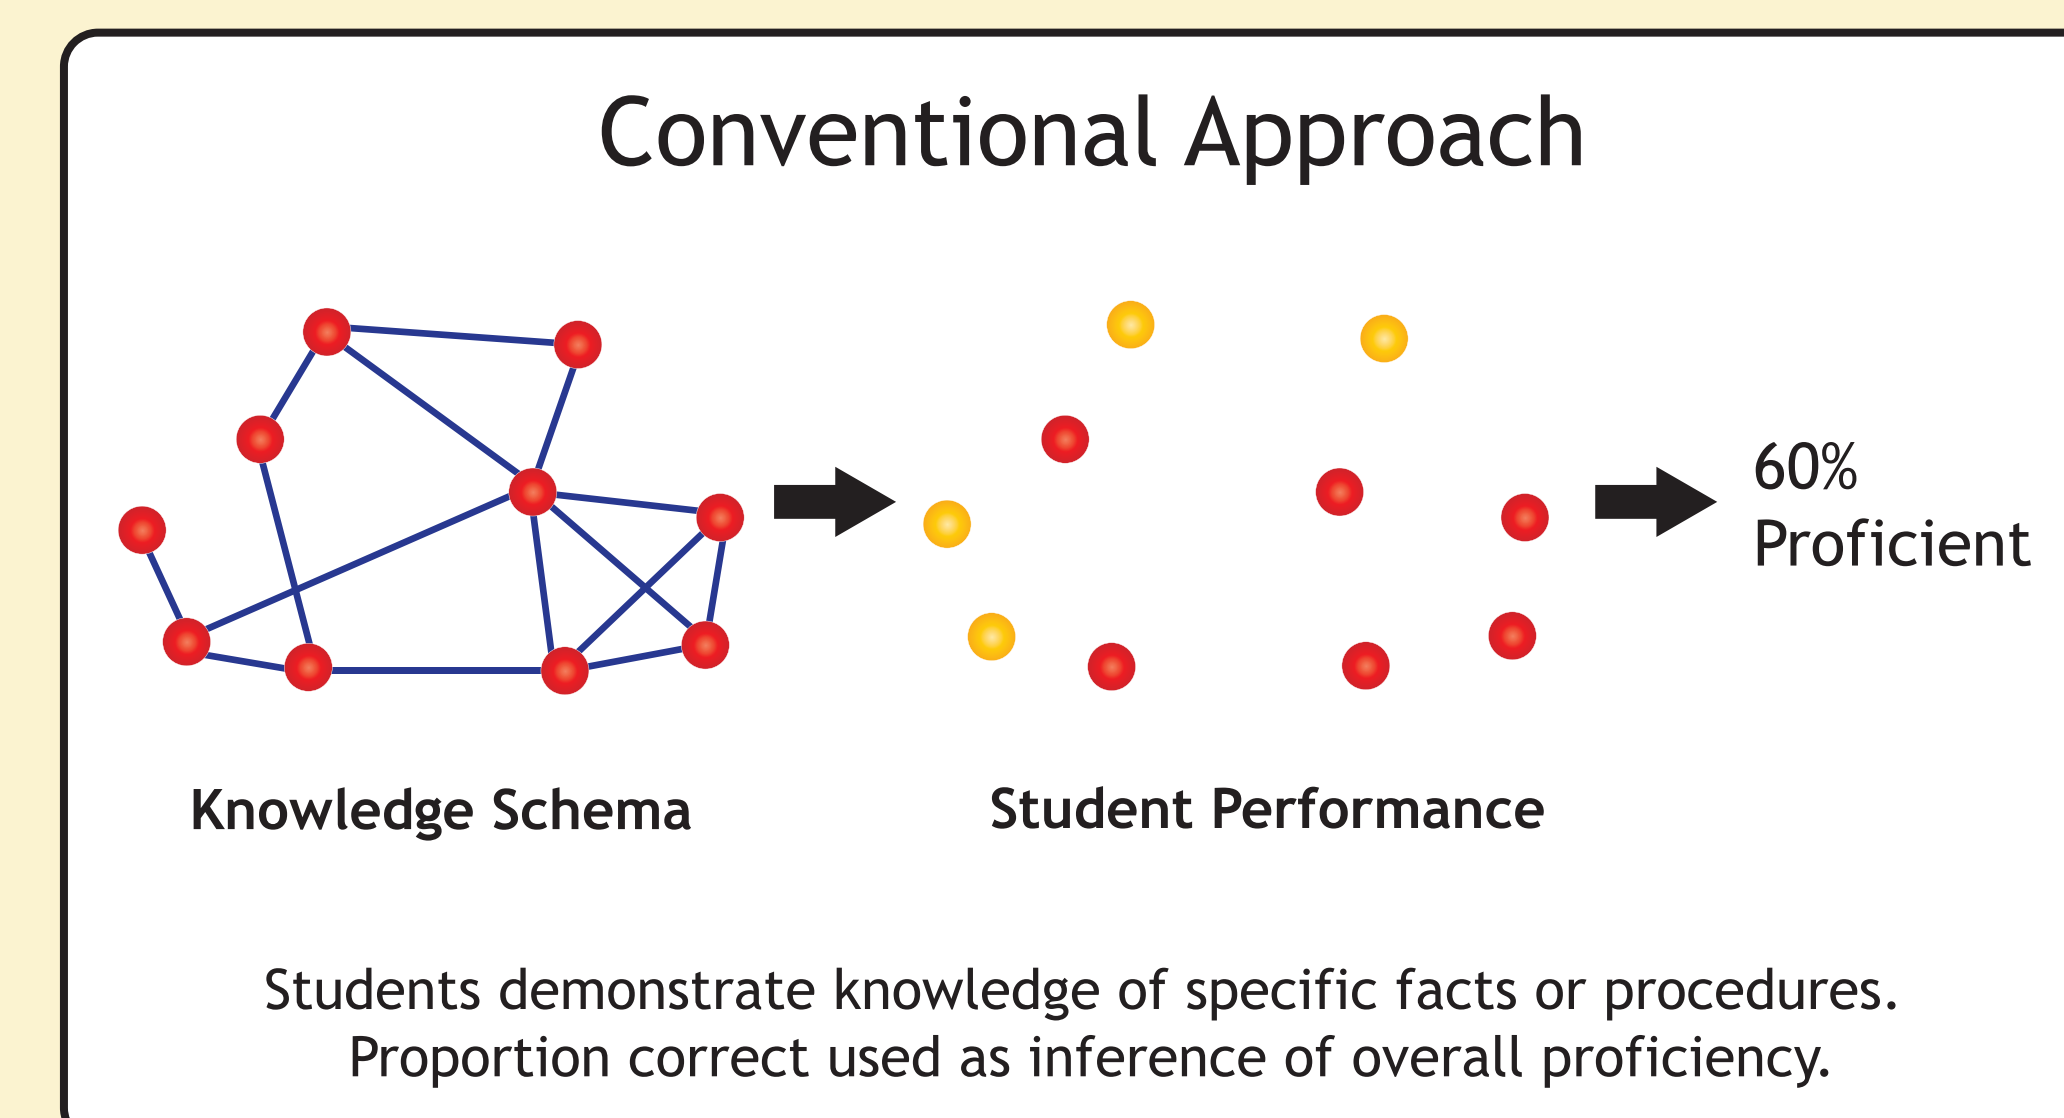 Conventional Approach
60%
Proficient
Knowledge Schema
Student Performance
Students demonstrate knowledge of specific facts or procedures.
Proportion correct used as inference of overall proficiency.